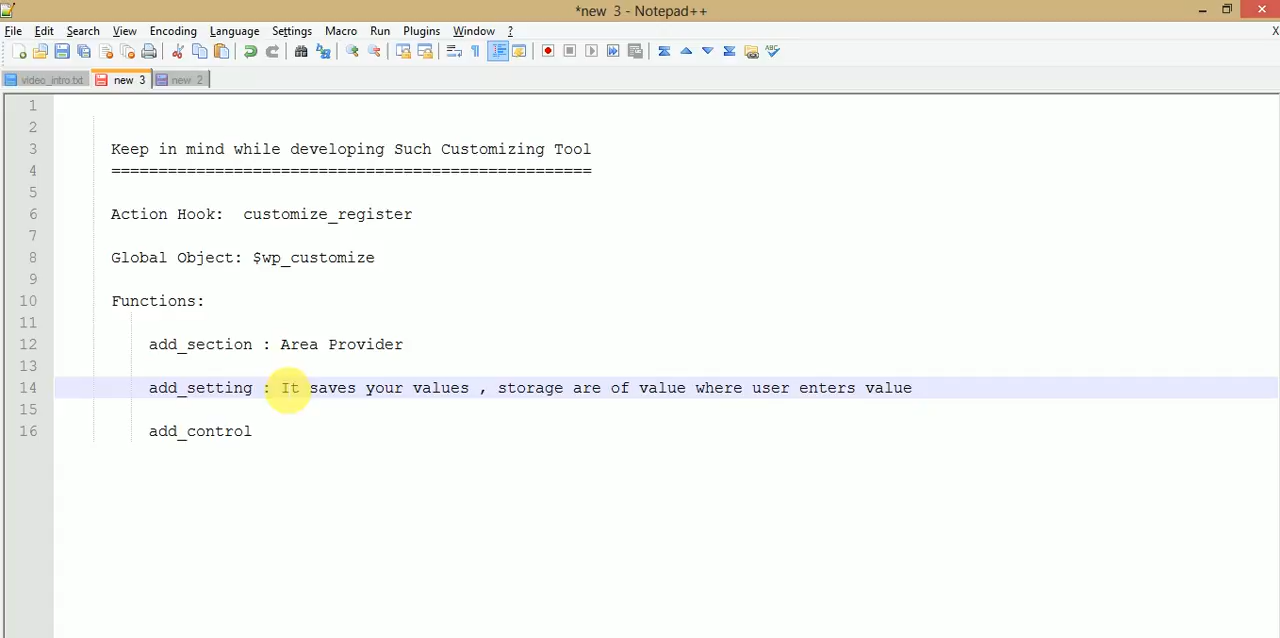 *new  3 - Notepad++
File Edit Search View Encoding Language Settings Macro Run Plugins Window ? X
video_intro.txt new 3 new 2
1
2
3 Keep in mind while developing Such Customizing Tool
4 ===================================================
5
6 Action Hook:  customize_register
7
8 Global Object: $wp_customize
9
10 Functions:
11
12 add_section : Area Provider
13
14 add_setting : It saves your values , storage are of value where user enters value
15
16 add_control